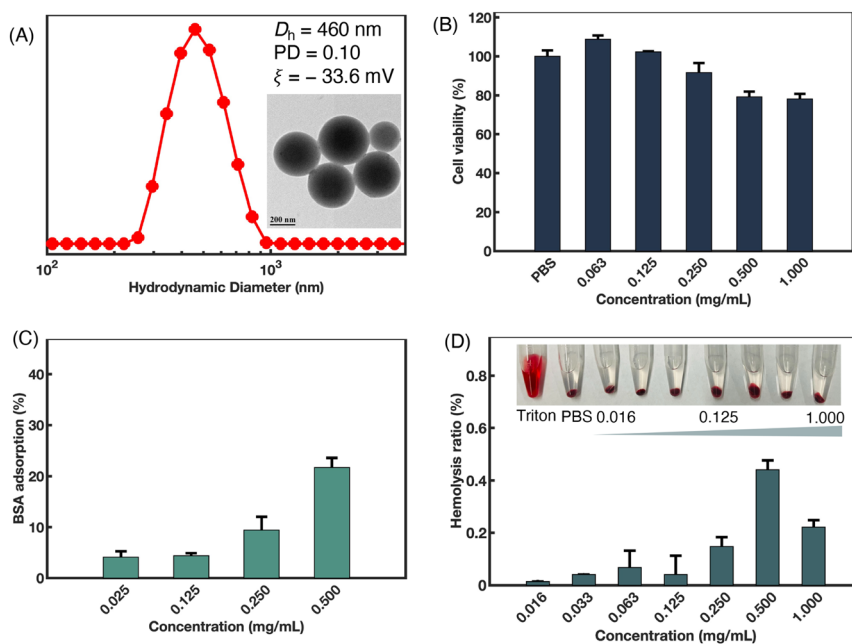 (A)
D_h = 460 nm
PD = 0.10
ξ = – 33.6 mV
200 nm
10² 10³
Hydrodynamic Diameter (nm)
(B)
Cell viability (%)
120
100
80
60
40
20
0
PBS 0.063 0.125 0.250 0.500 1.000
Concentration (mg/mL)
(C)
BSA adsorption (%)
40
30
20
10
0
0.025 0.125 0.250 0.500
Concentration (mg/mL)
(D)
Hemolysis ratio (%)
0.8
0.6
0.4
0.2
0
Triton PBS 0.016 0.125 1.000
0.016 0.033 0.063 0.125 0.250 0.500 1.000
Concentration (mg/mL)